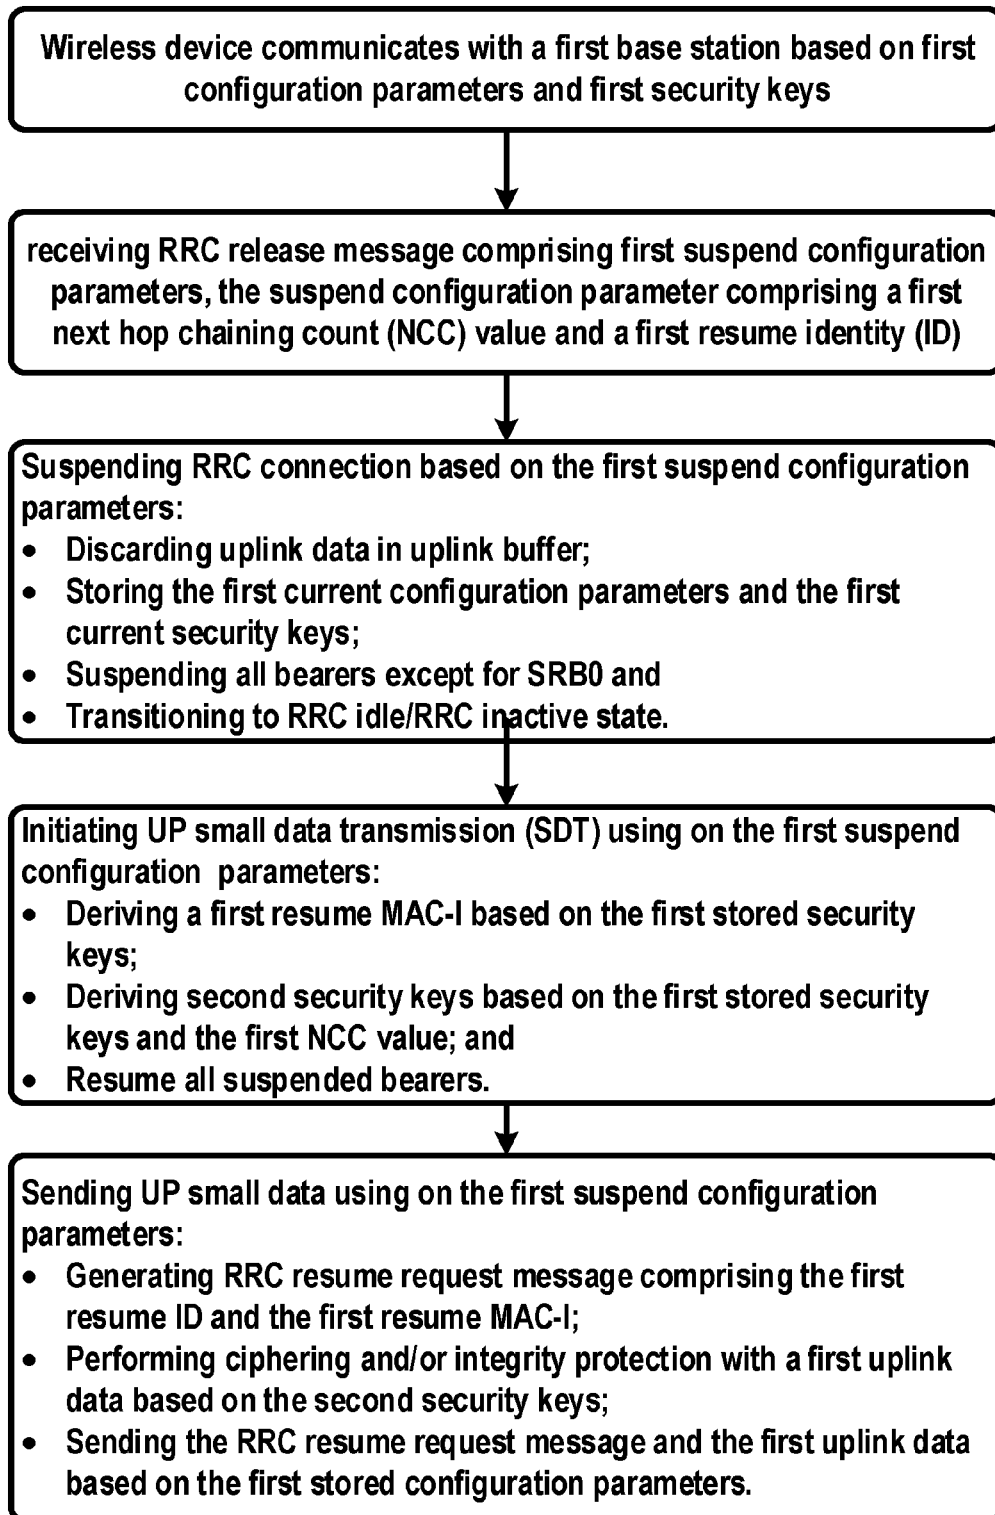 Wireless device communicates with a first base station based on first
configuration parameters and first security keys
receiving RRC release message comprising first suspend configuration
parameters, the suspend configuration parameter comprising a first
next hop chaining count (NCC) value and a first resume identity (ID)
Suspending RRC connection based on the first suspend configuration
parameters:
• Discarding uplink data in uplink buffer;
• Storing the first current configuration parameters and the first
current security keys;
• Suspending all bearers except for SRB0 and
• Transitioning to RRC idle/RRC inactive state.
Initiating UP small data transmission (SDT) using on the first suspend
configuration parameters:
• Deriving a first resume MAC-I based on the first stored security
keys;
• Deriving second security keys based on the first stored security
keys and the first NCC value; and
• Resume all suspended bearers.
Sending UP small data using on the first suspend configuration
parameters:
• Generating RRC resume request message comprising the first
resume ID and the first resume MAC-I;
• Performing ciphering and/or integrity protection with a first uplink
data based on the second security keys;
• Sending the RRC resume request message and the first uplink data
based on the first stored configuration parameters.